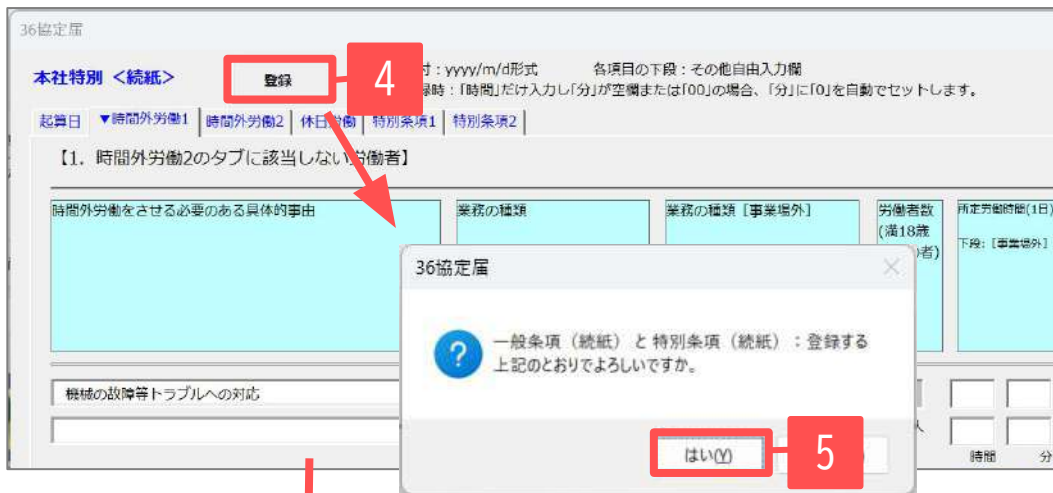 36協定届
本社特別 <続紙>
登録
4
付：yyyy/m/d形式 各項目の下段：その他自由入力欄
録時：「時間」だけ入力し「分」が空欄または「00」の場合、「分」に「0」を自動でセットします。
起算日 ▼時間外労働1 時間外労働2 休日労働 特別条項1 特別条項2
【1. 時間外労働2のタブに該当しない労働者】
時間外労働をさせる必要のある具体的事由
業務の種類
業務の種類［事業場外］
労働者数
(満18歳
者)
所定労働時間(1日)
下段:［事業場外］
36協定届
一般条項（続紙） と 特別条項（続紙） ：登録する
上記のとおりでよろしいですか。
はい(Y)
5
機械の故障等トラブルへの対応
人
時間 分